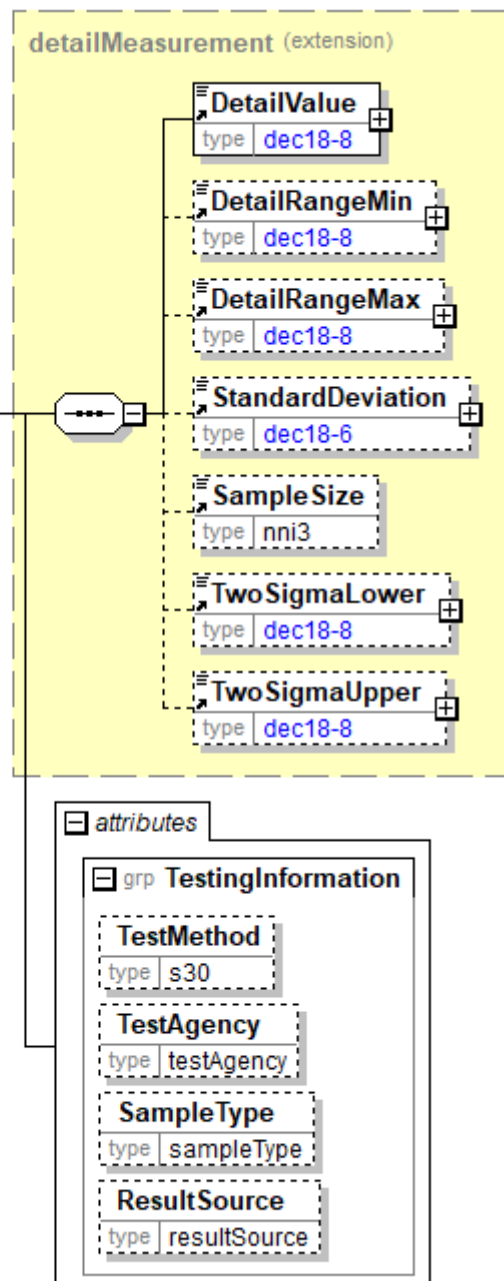 detailMeasurement (extension)
DetailValue
type dec18-8
DetailRangeMin
type dec18-8
DetailRangeMax
type dec18-8
StandardDeviation
type dec18-6
SampleSize
type nni3
TwoSigmaLower
type dec18-8
TwoSigmaUpper
type dec18-8
attributes
grp TestingInformation
TestMethod
type s30
TestAgency
type testAgency
SampleType
type sampleType
ResultSource
type resultSource